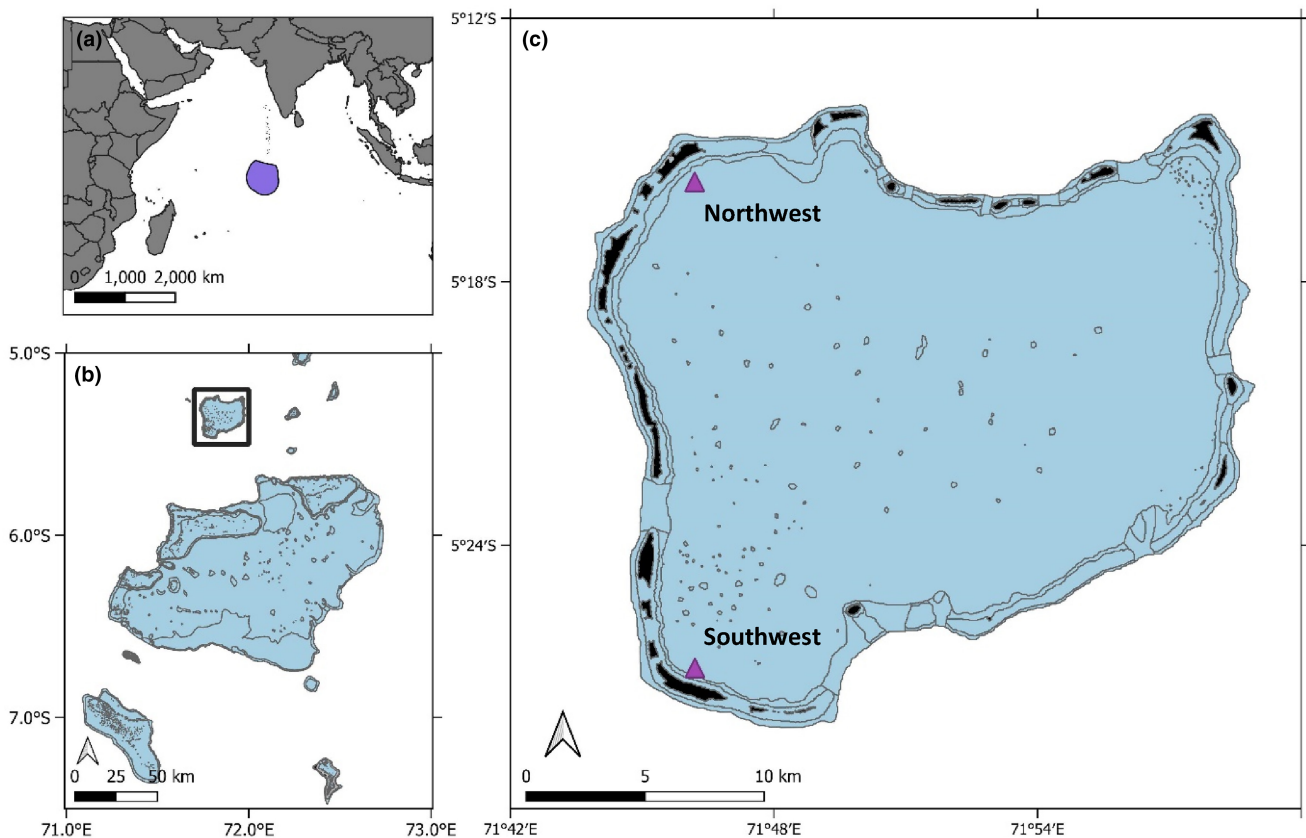 (a)
0 1,000 2,000 km
(b)
5.0°S
6.0°S
7.0°S
0 25 50 km
71.0°E 72.0°E 73.0°E
(c)
5°12'S
5°18'S
5°24'S
Northwest
Southwest
0 5 10 km
71°42'E 71°48'E 71°54'E